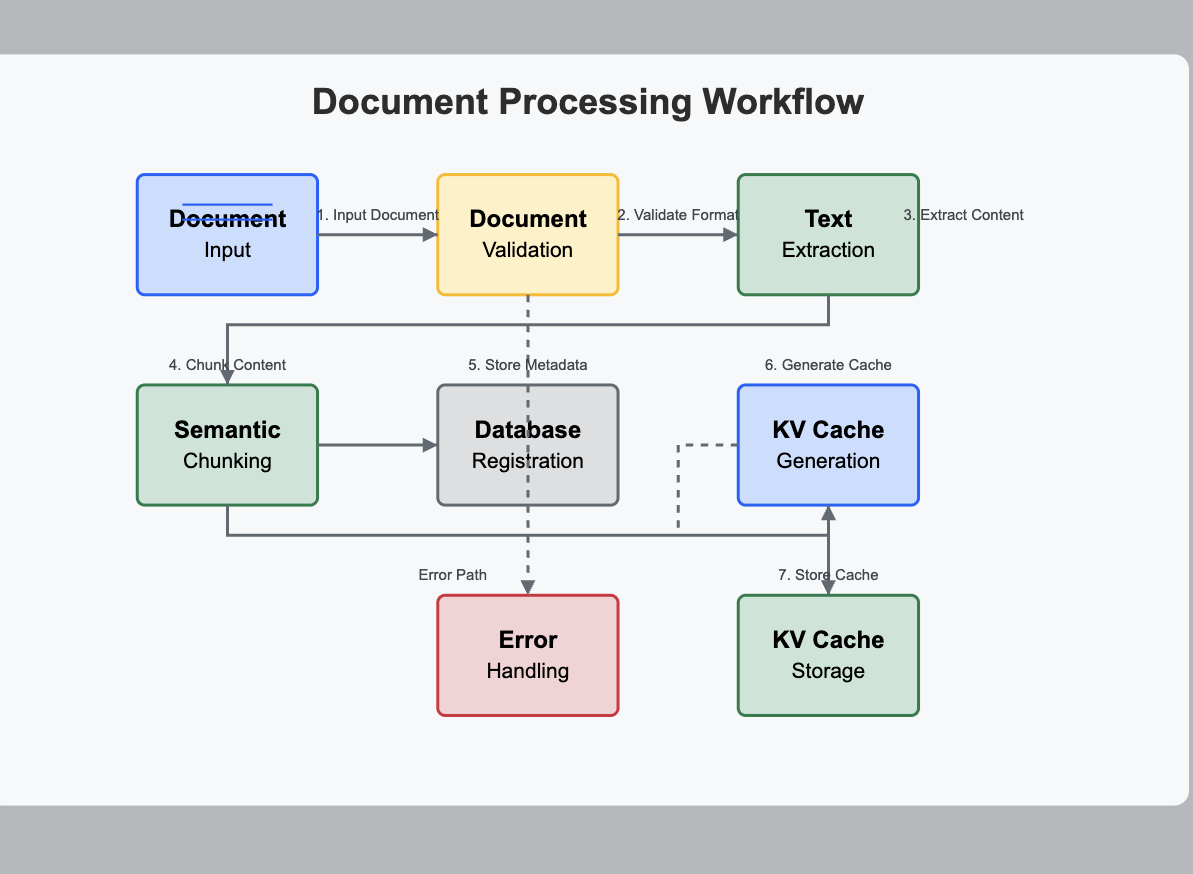 Document Processing Workflow
Document
Input
1. Input Document
Document
Validation
2. Validate Format
Text
Extraction
3. Extract Content
4. Chunk Content
5. Store Metadata
6. Generate Cache
Semantic
Chunking
Database
Registration
KV Cache
Generation
Error Path
7. Store Cache
Error
Handling
KV Cache
Storage